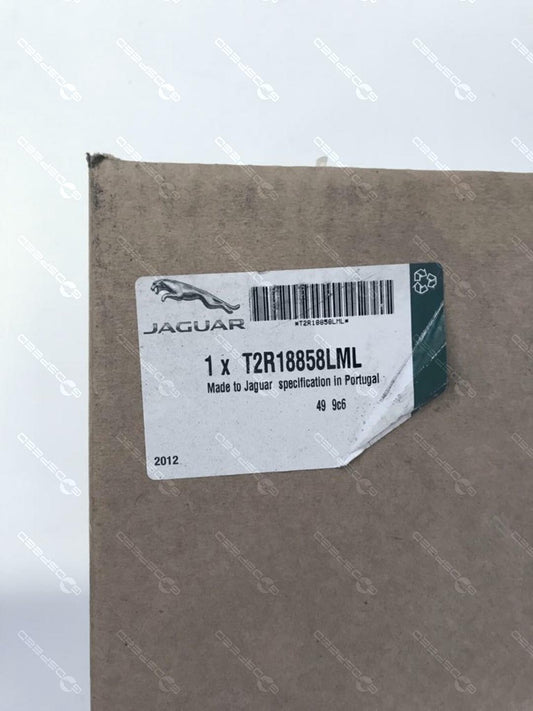 JAGUAR
*T2R18858LML*
1 x T2R18858LML
Made to Jaguar specification in Portugal
49 9c6
2012